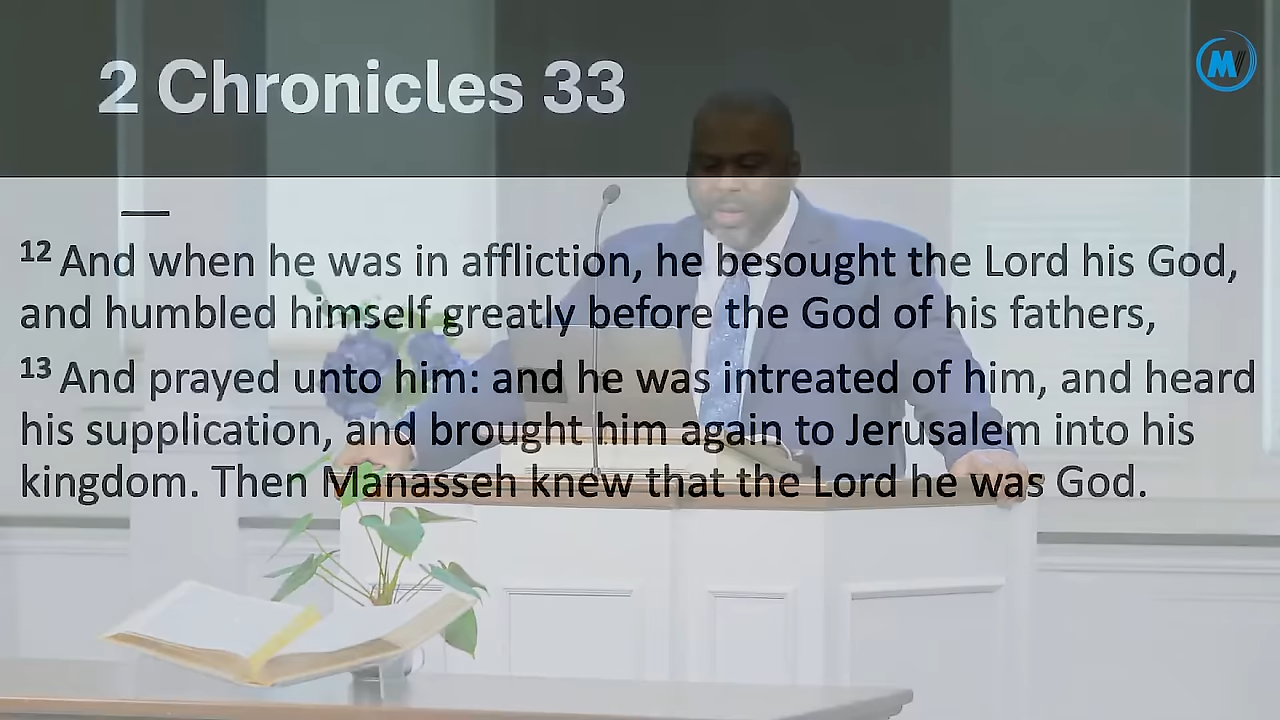 2 Chronicles 33
MV
12 And when he was in affliction, he besought the Lord his God,
and humbled himself greatly before the God of his fathers,
13 And prayed unto him: and he was intreated of him, and heard
his supplication, and brought him again to Jerusalem into his
kingdom. Then Manasseh knew that the Lord he was God.